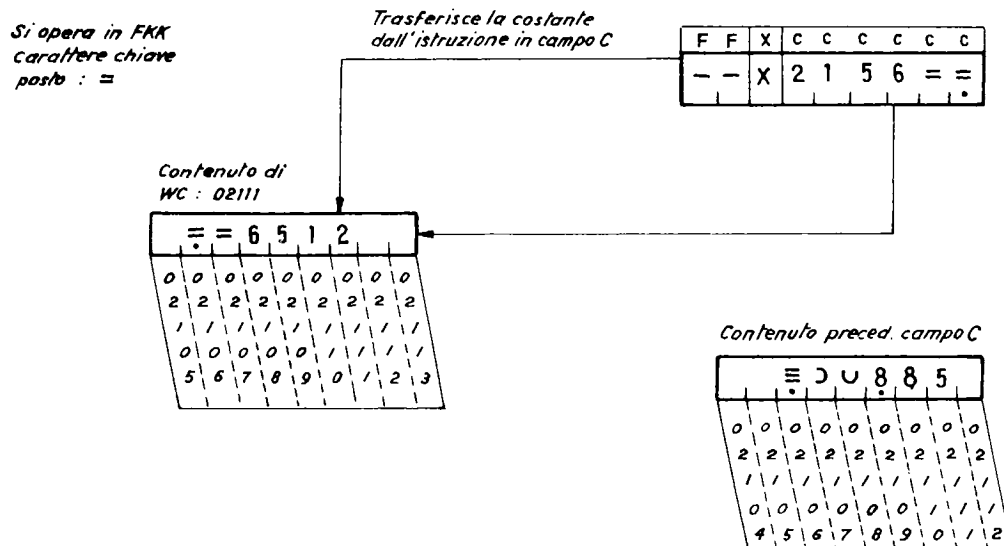 Si opera in FKK
carattere chiave
posto : =
Trasferisce la costante
dall'istruzione in campo C
F F X C C C C C C
– – X 2 1 5 6 = =̣
Contenuto di
WC : 02111
=̣ = 6 5 1 2
0 0 0 0 0 0 0 0 0
2 2 2 2 2 2 2 2 2
1 1 1 1 1 1 1 1 1
0 0 0 0 0 1 1 1 1
5 6 7 8 9 0 1 2 3
Contenuto preced. campo C
≡̣ Ↄ ∪ 8̣ 8 5
0 0 0 0 0 0 0 0 0
2 2 2 2 2 2 2 2 2
1 1 1 1 1 1 1 1 1
0 0 0 0 0 0 1 1 1
4 5 6 7 8 9 0 1 2